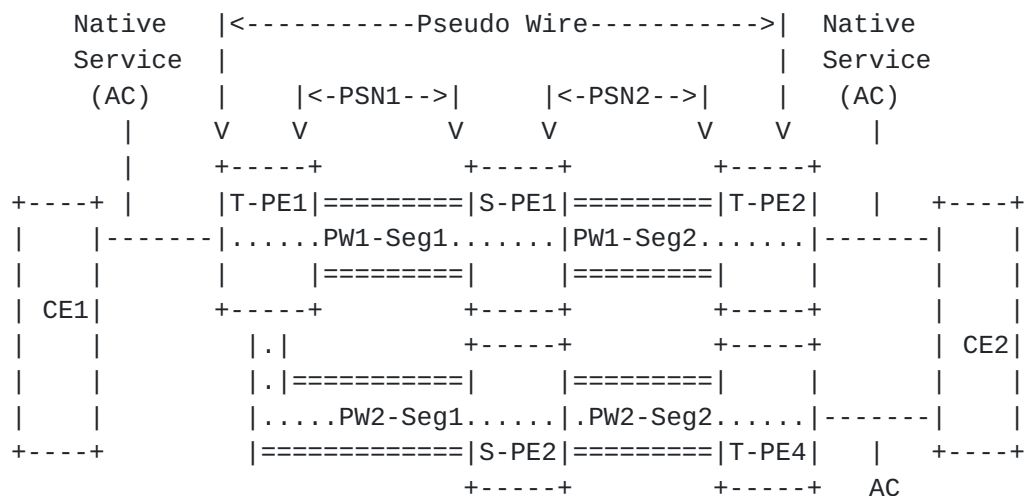 Native |<-----------Pseudo Wire----------->| Native
Service | | Service
(AC) | |<-PSN1-->| |<-PSN2-->| | (AC)
| V V V V V V |
| +-----+ +-----+ +-----+ |
+----+ | |T-PE1|=========|S-PE1|=========|T-PE2| | +----+
| |-------|......PW1-Seg1.......|PW1-Seg2.......|-------| |
| | | |=========| |=========| | | |
| CE1| +-----+ +-----+ +-----+ | |
| | |.| +-----+ +-----+ | CE2|
| | |.|===========| |=========| | | |
| | |.....PW2-Seg1......|.PW2-Seg2......|-------| |
+----+ |=============|S-PE2|=========|T-PE4| | +----+
+-----+ +-----+ AC